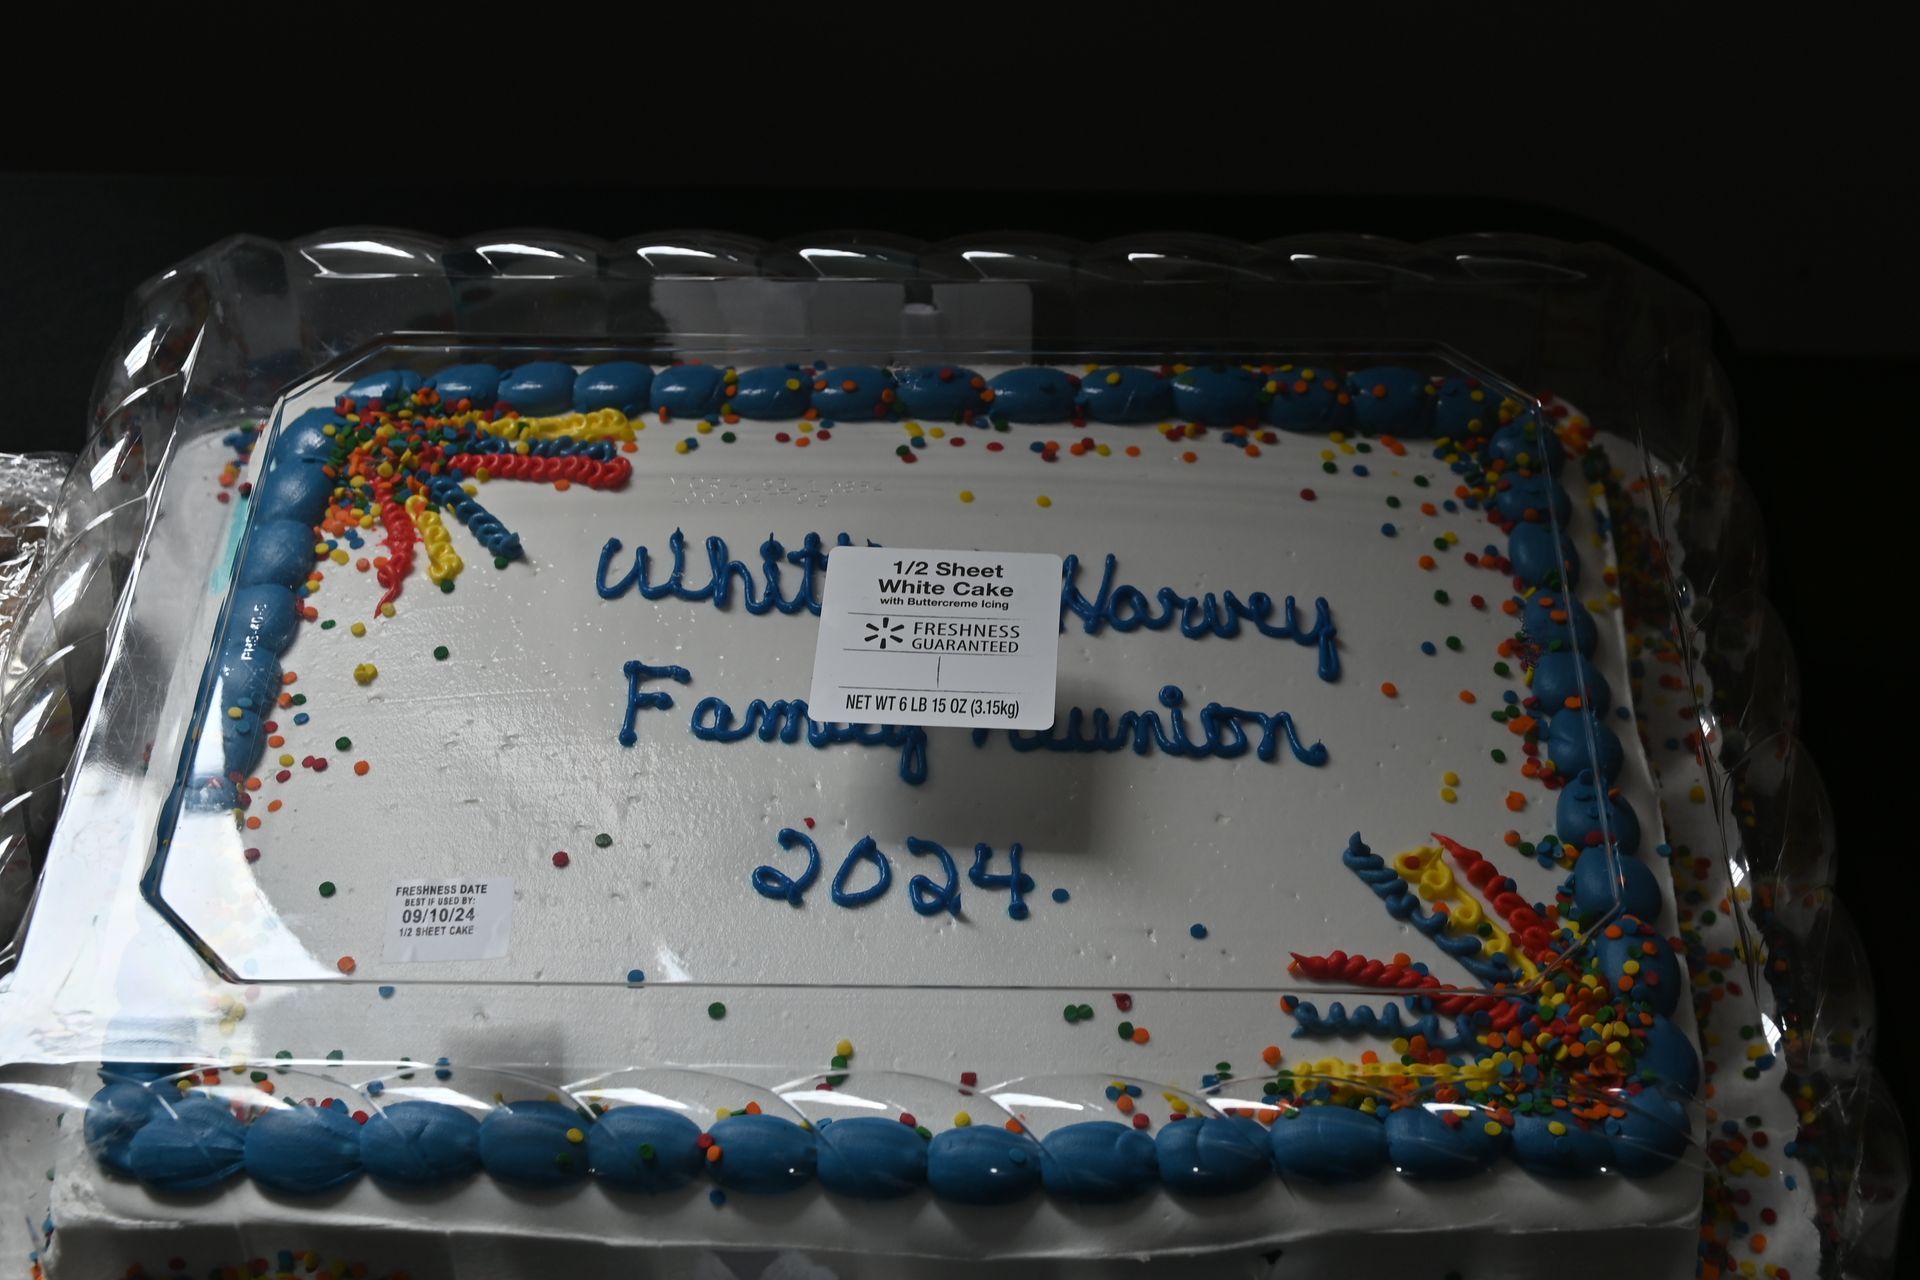 Harvey
Family Reunion
2024.
1/2 Sheet
White Cake
with Buttercreme Icing
FRESHNESS
GUARANTEED
NET WT 6 LB 15 OZ (3.15kg)
FRESHNESS DATE
BEST IF USED BY:
09/10/24
1/2 SHEET CAKE